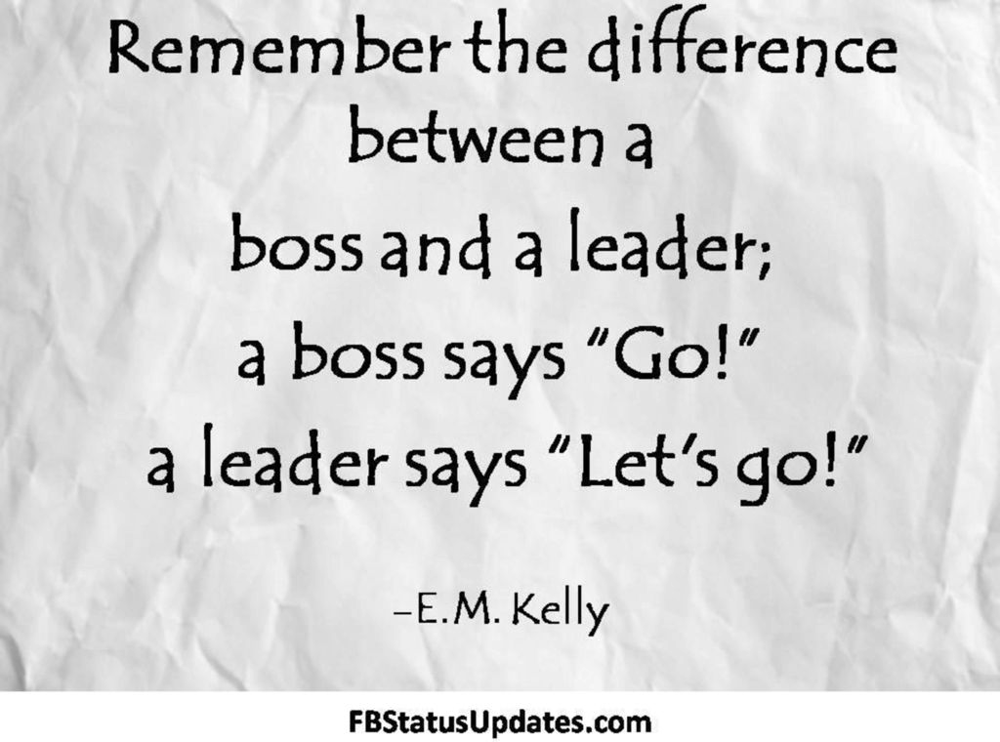 Remember the difference
between a
boss and a leader;
a boss says "Go!"
a leader says "Let's go!"
–E.M. Kelly
FBStatusUpdates.com